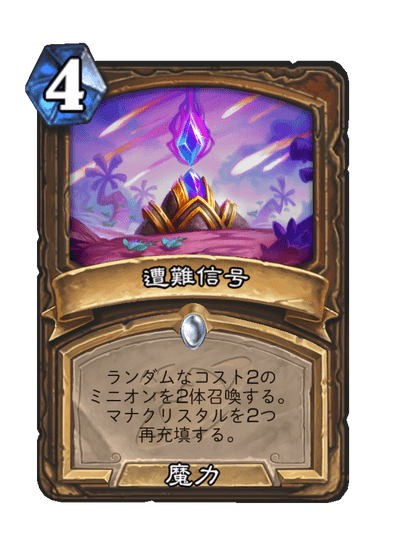 4
遭難信号
ランダムなコスト2の
ミニオンを2体召喚する。
マナクリスタルを2つ
再充填する。
魔力